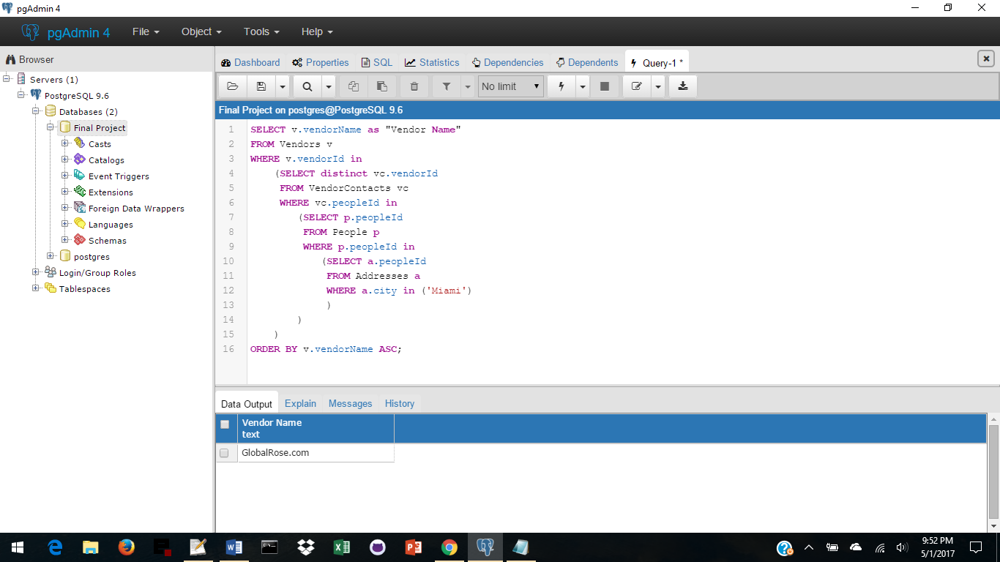 pgAdmin 4
pgAdmin 4 File Object Tools Help
Browser
Servers (1)
PostgreSQL 9.6
Databases (2)
Final Project
Casts
Catalogs
Event Triggers
Extensions
Foreign Data Wrappers
Languages
Schemas
postgres
Login/Group Roles
Tablespaces
Dashboard Properties SQL Statistics Dependencies Dependents Query-1 *
No limit
Final Project on postgres@PostgreSQL 9.6
1 SELECT v.vendorName as "Vendor Name"
2 FROM Vendors v
3 WHERE v.vendorId in
4 (SELECT distinct vc.vendorId
5 FROM VendorContacts vc
6 WHERE vc.peopleId in
7 (SELECT p.peopleId
8 FROM People p
9 WHERE p.peopleId in
10 (SELECT a.peopleId
11 FROM Addresses a
12 WHERE a.city in ('Miami')
13 )
14 )
15 )
16 ORDER BY v.vendorName ASC;
Data Output Explain Messages History
Vendor Name
text
GlobalRose.com
9:52 PM
5/1/2017